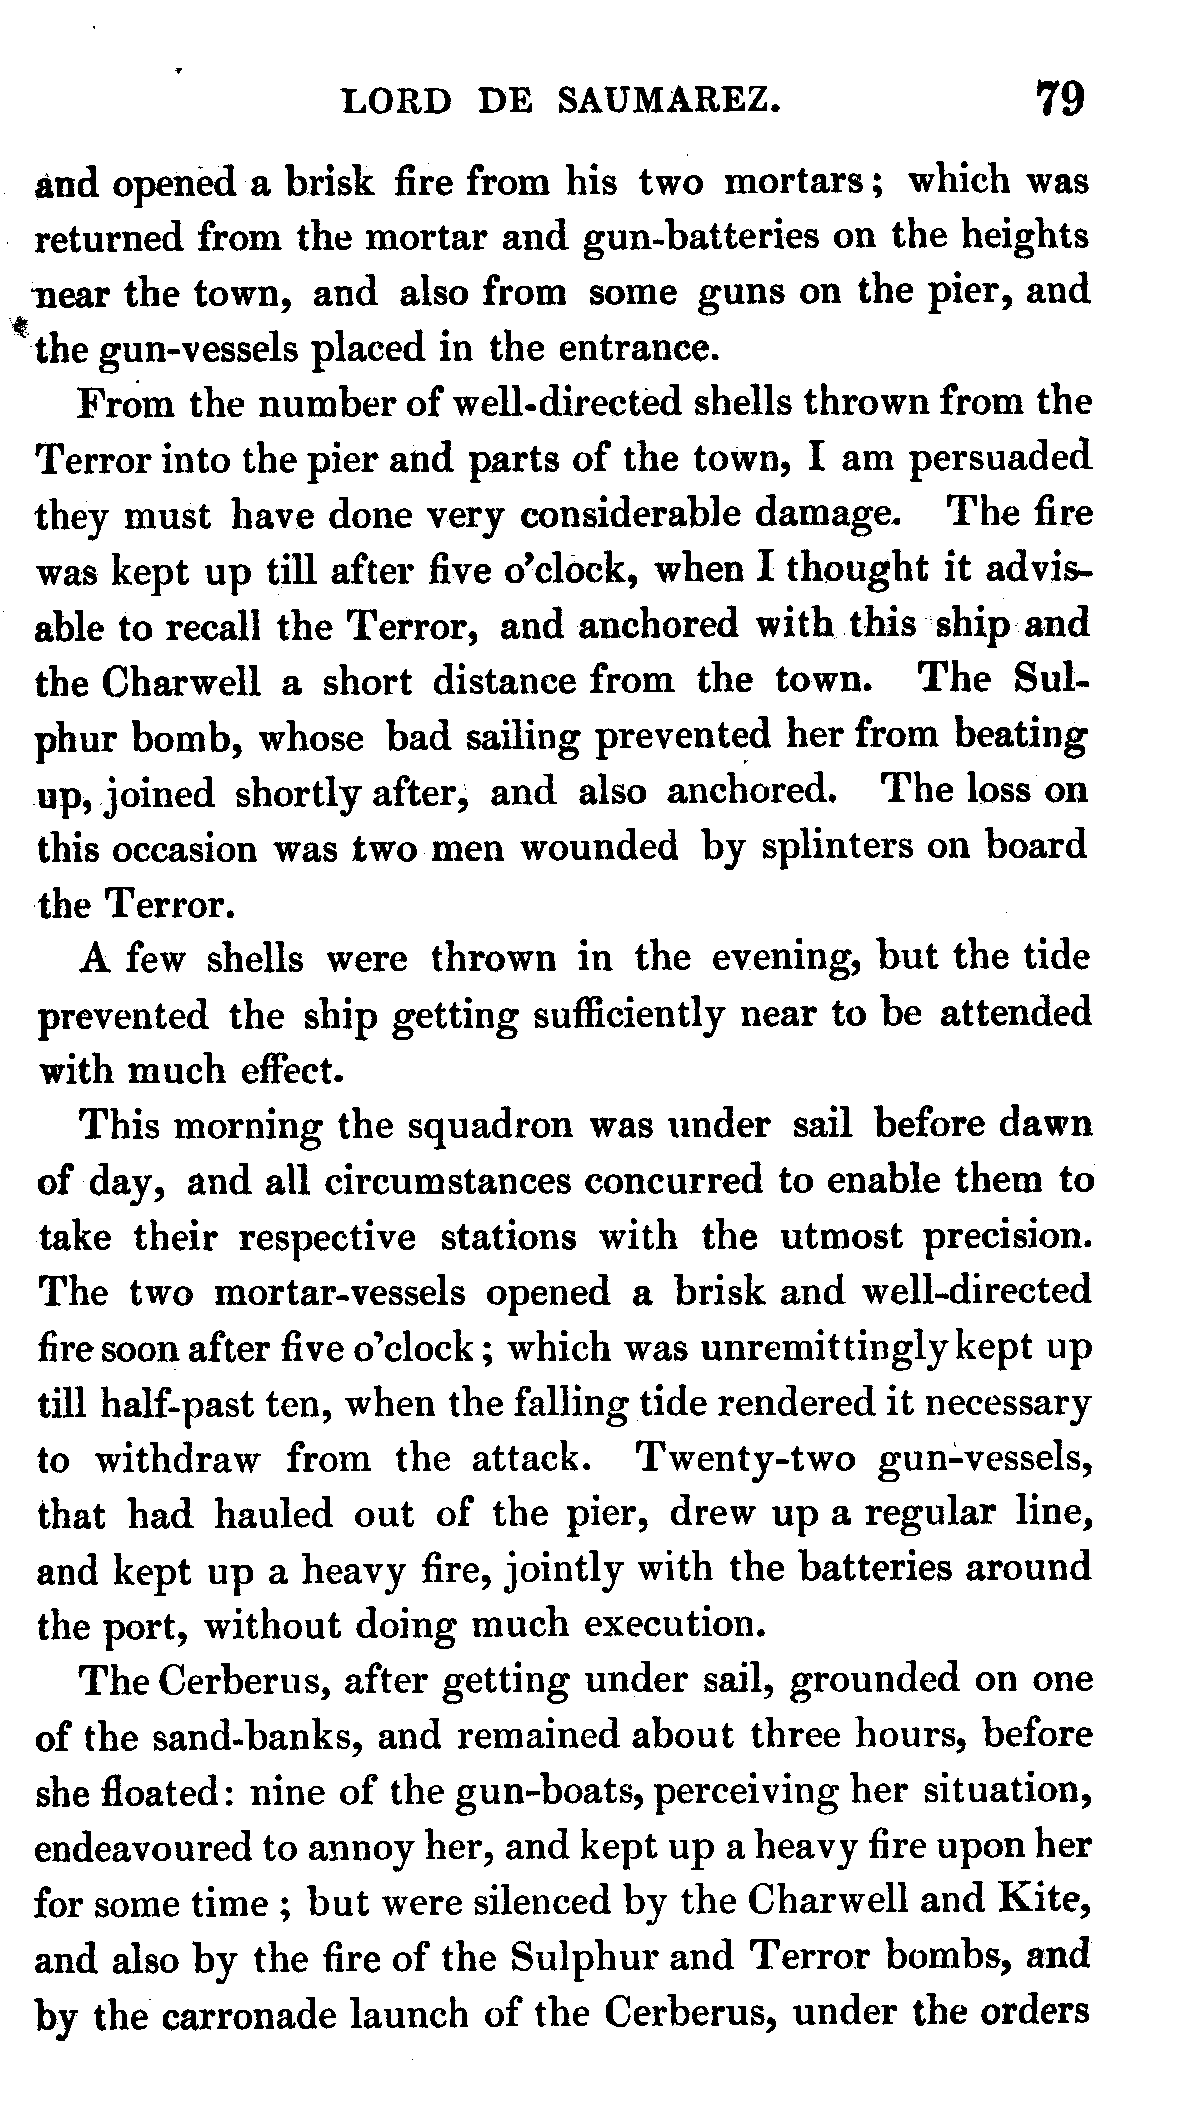 LORD DE SAUMAREZ. 79
and opened a brisk fire from his two mortars; which was
returned from the mortar and gun-batteries on the heights
near the town, and also from some guns on the pier, and
the gun-vessels placed in the entrance.
From the number of well-directed shells thrown from the
Terror into the pier and parts of the town, I am persuaded
they must have done very considerable damage. The fire
was kept up till after five o'clock, when I thought it advis-
able to recall the Terror, and anchored with this ship and
the Charwell a short distance from the town. The Sul-
phur bomb, whose bad sailing prevented her from beating
up, joined shortly after, and also anchored. The loss on
this occasion was two men wounded by splinters on board
the Terror.
A few shells were thrown in the evening, but the tide
prevented the ship getting sufficiently near to be attended
with much effect.
This morning the squadron was under sail before dawn
of day, and all circumstances concurred to enable them to
take their respective stations with the utmost precision.
The two mortar-vessels opened a brisk and well-directed
fire soon after five o'clock; which was unremittingly kept up
till half-past ten, when the falling tide rendered it necessary
to withdraw from the attack. Twenty-two gun-vessels,
that had hauled out of the pier, drew up a regular line,
and kept up a heavy fire, jointly with the batteries around
the port, without doing much execution.
The Cerberus, after getting under sail, grounded on one
of the sand-banks, and remained about three hours, before
she floated: nine of the gun-boats, perceiving her situation,
endeavoured to annoy her, and kept up a heavy fire upon her
for some time; but were silenced by the Charwell and Kite,
and also by the fire of the Sulphur and Terror bombs, and
by the carronade launch of the Cerberus, under the orders